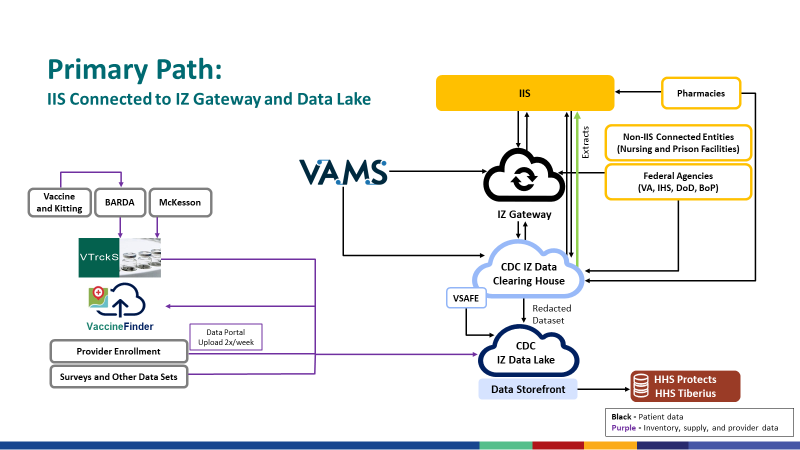 Primary Path:
IIS Connected to IZ Gateway and Data Lake
IIS
Pharmacies
Extracts
Non-IIS Connected Entities
(Nursing and Prison Facilities)
Federal Agencies
(VA, IHS, DoD, BoP)
VAMS
IZ Gateway
Vaccine
and Kitting
BARDA
McKesson
VTrckS
CDC IZ Data
Clearing House
VSAFE
Redacted
Dataset
VaccineFinder
Data Portal
Upload 2x/week
Provider Enrollment
Surveys and Other Data Sets
CDC
IZ Data Lake
Data Storefront
HHS Protects
HHS Tiberius
Black - Patient data
Purple - Inventory, supply, and provider data